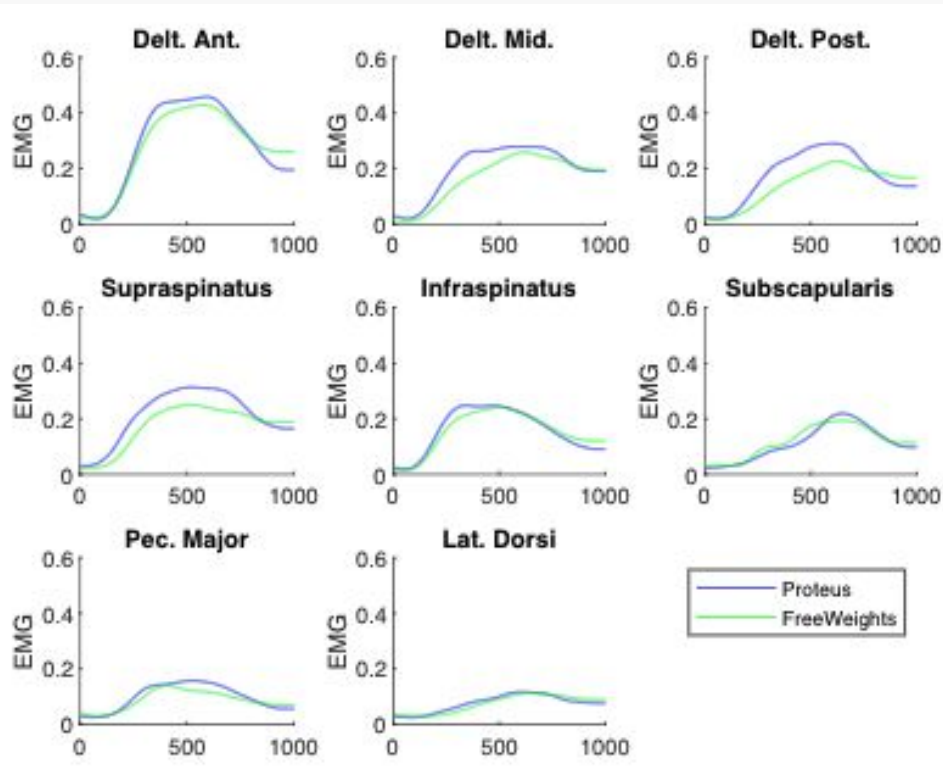 Delt. Ant.
0.6
0.4
0.2
0
EMG
0 500 1000
Delt. Mid.
0.6
0.4
0.2
0
EMG
0 500 1000
Delt. Post.
0.6
0.4
0.2
0
EMG
0 500 1000
Supraspinatus
0.6
0.4
0.2
0
EMG
0 500 1000
Infraspinatus
0.6
0.4
0.2
0
EMG
0 500 1000
Subscapularis
0.6
0.4
0.2
0
EMG
0 500 1000
Pec. Major
0.6
0.4
0.2
0
EMG
0 500 1000
Lat. Dorsi
0.6
0.4
0.2
0
EMG
0 500 1000
Proteus
FreeWeights